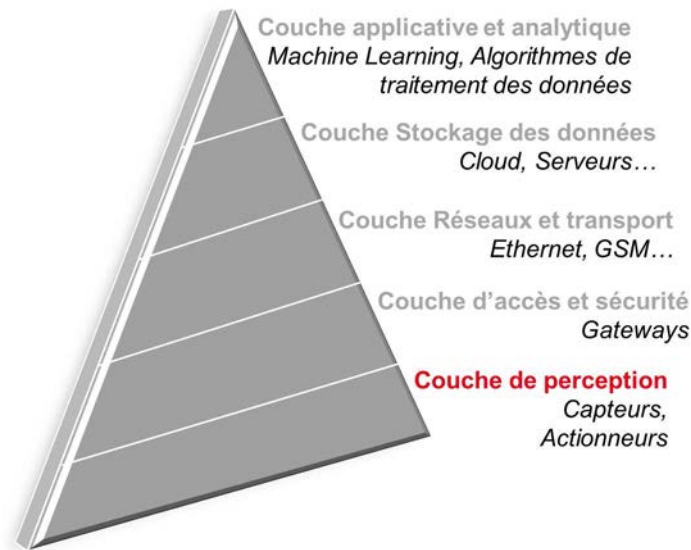 Couche applicative et analytique
Machine Learning, Algorithmes de
traitement des données
Couche Stockage des données
Cloud, Serveurs…
Couche Réseaux et transport
Ethernet, GSM…
Couche d’accès et sécurité
Gateways
Couche de perception
Capteurs,
Actionneurs